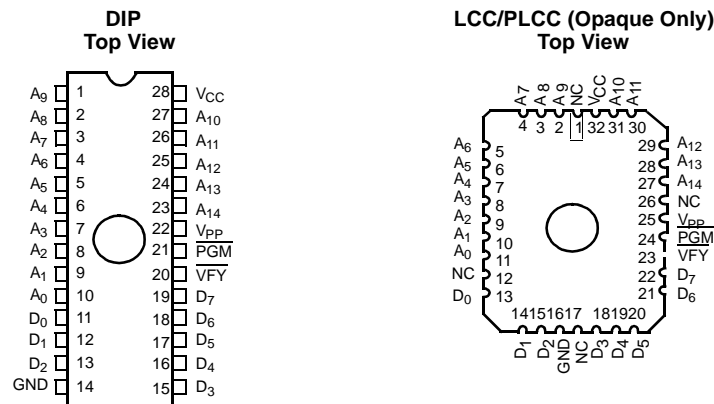 DIP
Top View
A9 1 28 VCC
A8 2 27 A10
A7 3 26 A11
A6 4 25 A12
A5 5 24 A13
A4 6 23 A14
A3 7 22 VPP
A2 8 21 PGM
A1 9 20 VFY
A0 10 19 D7
D0 11 18 D6
D1 12 17 D5
D2 13 16 D4
GND 14 15 D3
LCC/PLCC (Opaque Only)
Top View
A7 A8 A9 NC VCC A10 A11
4 3 2 1 32 31 30
A6 5 29 A12
A5 6 28 A13
A4 7 27 A14
A3 8 26 NC
A2 9 25 VPP
A1 10 24 PGM
A0 11 23 VFY
NC 12 22 D7
D0 13 21 D6
14 15 16 17 18 19 20
D1 D2 GND NC D3 D4 D5